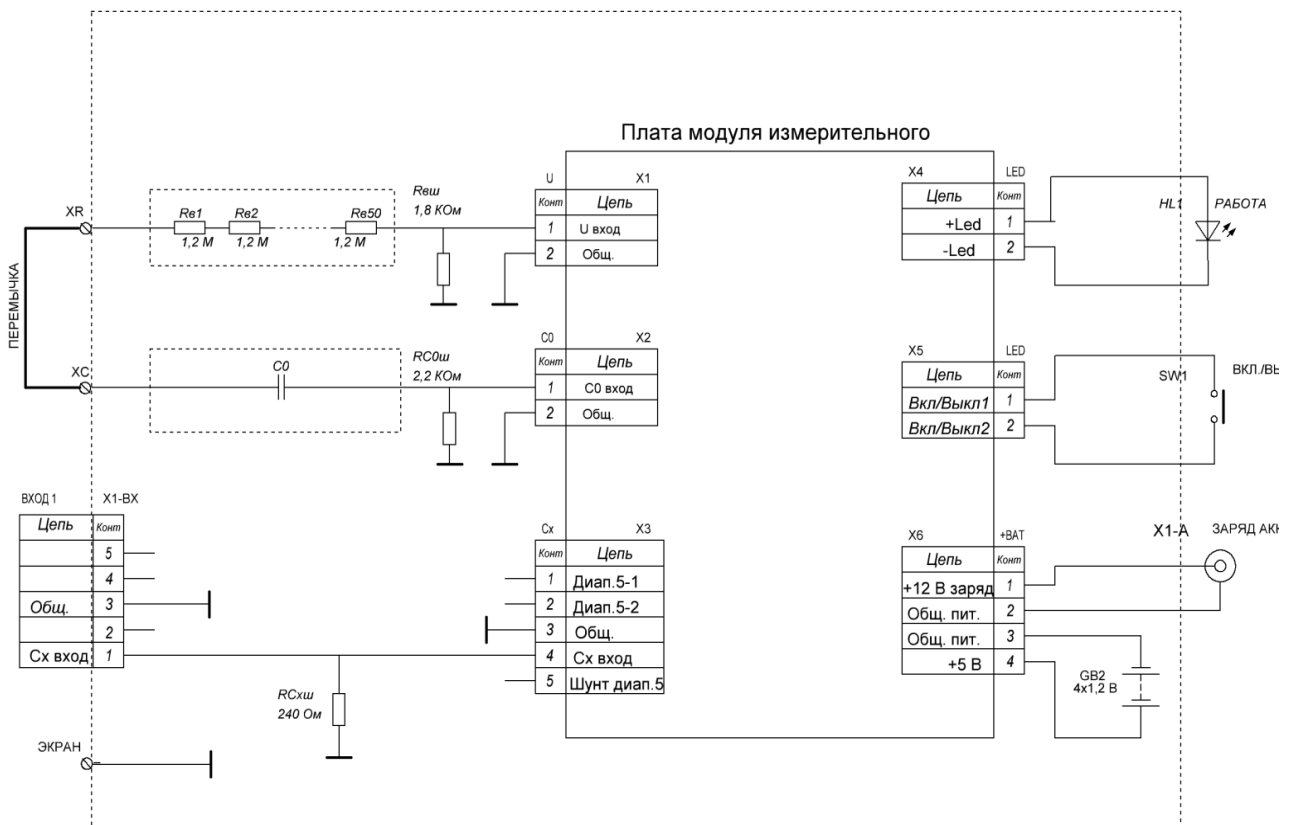 Плата модуля измерительного
XR
Rв1
Rв2
Rв50
1,2 М
1,2 М
1,2 М
Rвш
1,8 КОм
U
X1
Конт
Цепь
1
U вход
2
Общ.
ПЕРЕМЫЧКА
XC
C0
RC0ш
2,2 КОм
C0
X2
Конт
Цепь
1
C0 вход
2
Общ.
ВХОД 1
X1-ВХ
Цепь
Конт
5
4
Общ.
3
2
Сх вход
1
RCхш
240 Ом
Сх
X3
Конт
Цепь
1
Диап.5-1
2
Диап.5-2
3
Общ.
4
Сх вход
5
Шунт диап.5
ЭКРАН
X4
LED
Цепь
Конт
+Led
1
-Led
2
HL1
РАБОТА
X5
LED
Цепь
Конт
Вкл/Выкл1
1
Вкл/Выкл2
2
SW1
ВКЛ./ВЫ
X6
+BAT
Цепь
Конт
+12 В заряд
1
Общ. пит.
2
Общ. пит.
3
+5 В
4
X1-A
ЗАРЯД АКК
GB2
4x1,2 В